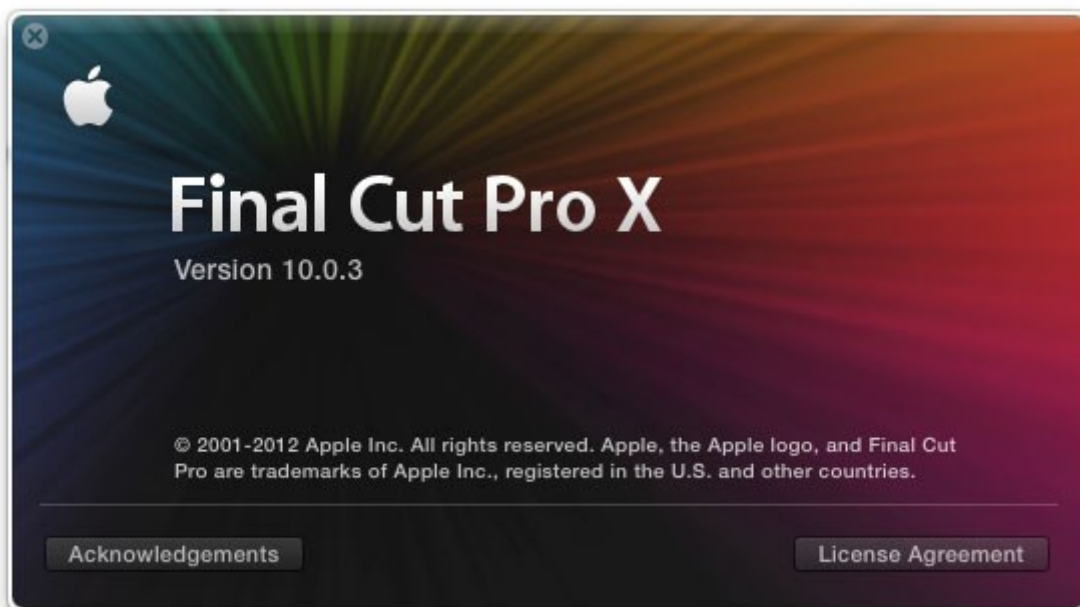 Final Cut Pro X
Version 10.0.3
© 2001-2012 Apple Inc. All rights reserved. Apple, the Apple logo, and Final Cut
Pro are trademarks of Apple Inc., registered in the U.S. and other countries.
Acknowledgements
License Agreement